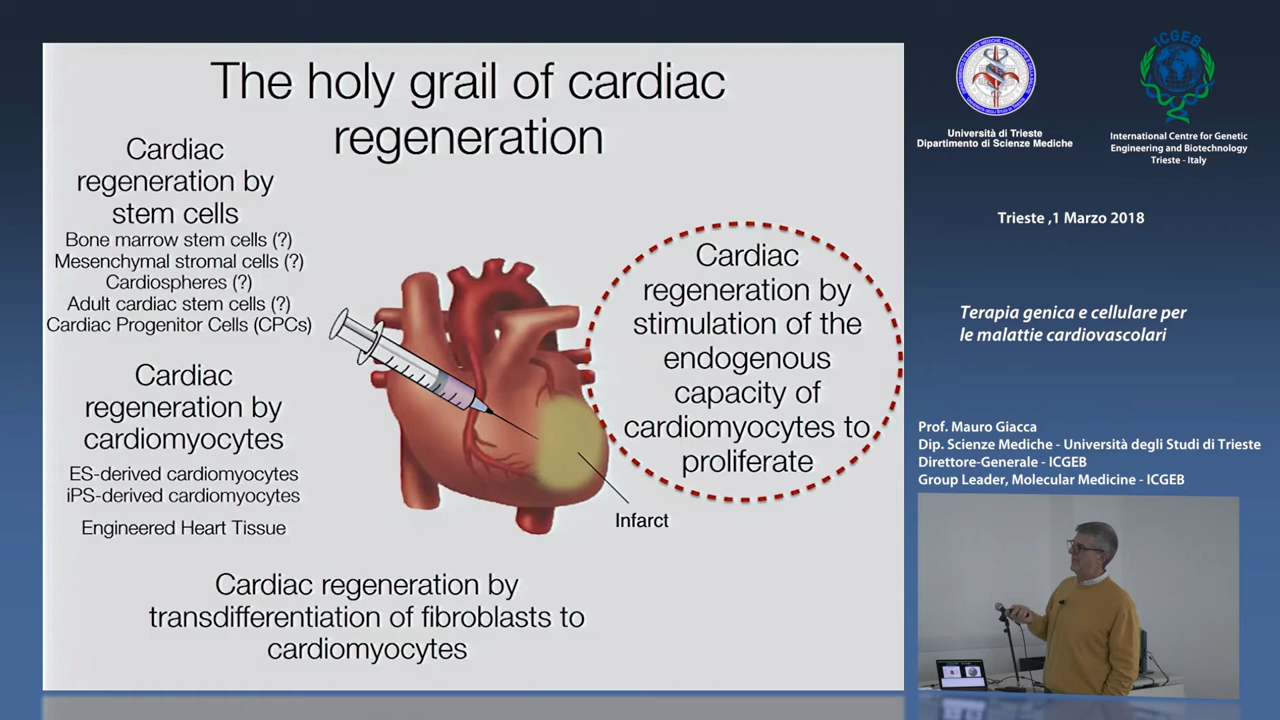 The holy grail of cardiac
regeneration
Cardiac
regeneration by
stem cells
Bone marrow stem cells (?)
Mesenchymal stromal cells (?)
Cardiospheres (?)
Adult cardiac stem cells (?)
Cardiac Progenitor Cells (CPCs)
Cardiac
regeneration by
cardiomyocytes
ES-derived cardiomyocytes
iPS-derived cardiomyocytes
Engineered Heart Tissue
Cardiac
regeneration by
stimulation of the
endogenous
capacity of
cardiomyocytes to
proliferate
Infarct
Cardiac regeneration by
transdifferentiation of fibroblasts to
cardiomyocytes
Università di Trieste
Dipartimento di Scienze Mediche
ICGEB
International Centre for Genetic
Engineering and Biotechnology
Trieste - Italy
Trieste ,1 Marzo 2018
Terapia genica e cellulare per
le malattie cardiovascolari
Prof. Mauro Giacca
Dip. Scienze Mediche - Università degli Studi di Trieste
Direttore-Generale - ICGEB
Group Leader, Molecular Medicine - ICGEB